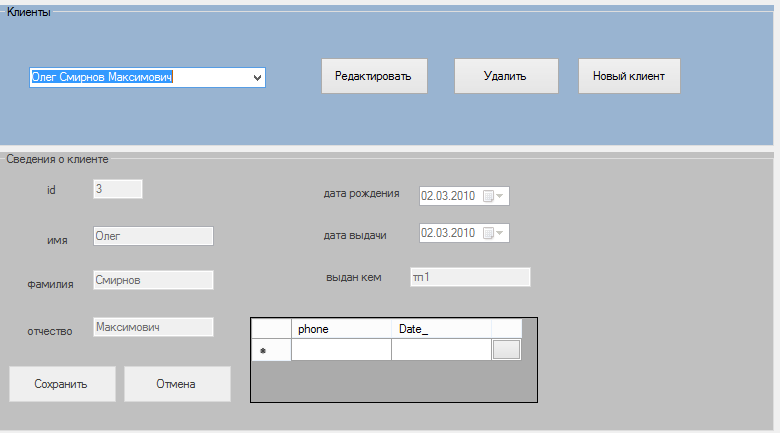 Клиенты
Олег Смирнов Максимович
Редактировать
Удалить
Новый клиент
Сведения о клиенте
id
3
дата рождения
02.03.2010
имя
Олег
дата выдачи
02.03.2010
фамилия
Смирнов
выдан кем
тп1
отчество
Максимович
phone
Date_
*
Сохранить
Отмена